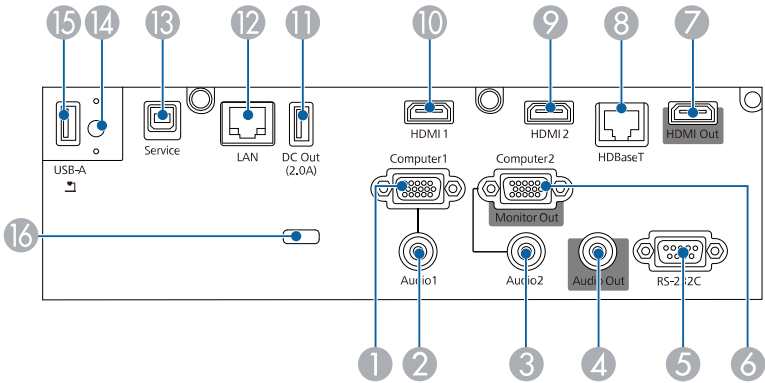 15 14 13 12 11 10 9 8 7
HDMI 1 HDMI 2 HDBaseT HDMI Out
Service LAN DC Out
(2.0A)
USB-A
Computer1 Computer2
Monitor Out
16
Audio1 Audio2 Audio Out RS-232C
1 2 3 4 5 6